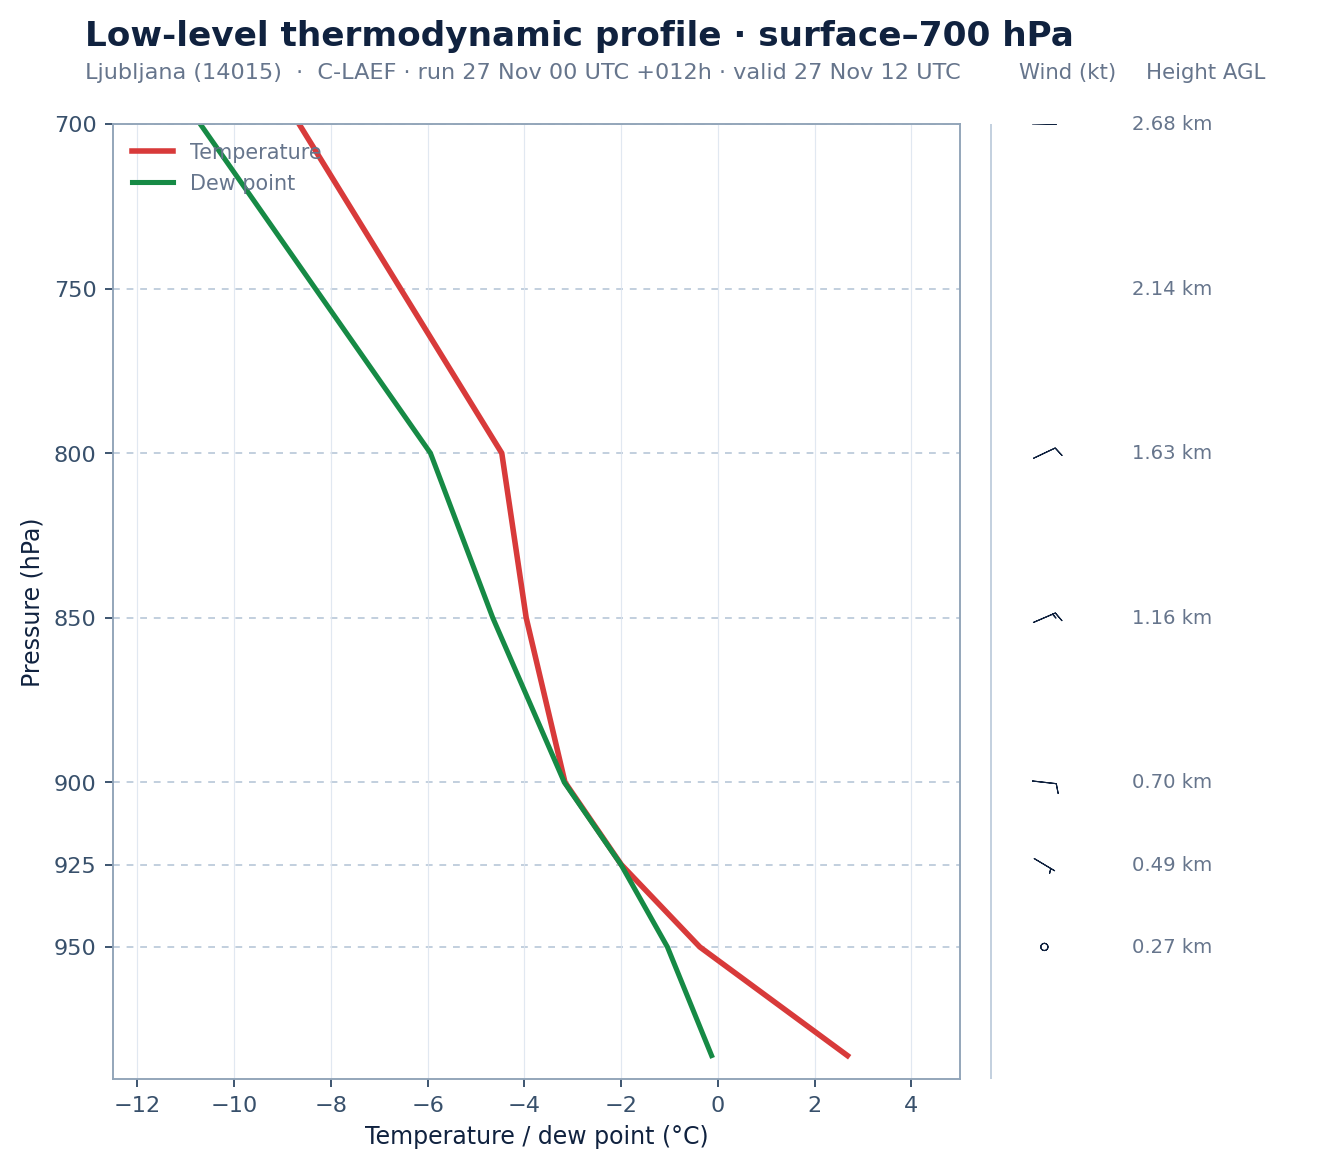 Low-level thermodynamic profile · surface–700 hPa
Ljubljana (14015)  ·  C-LAEF · run 27 Nov 00 UTC +012h · valid 27 Nov 12 UTC
Wind (kt)
Height AGL
Temperature
Dew point
700
750
800
850
900
925
950
Pressure (hPa)
−12
−10
−8
−6
−4
−2
0
2
4
Temperature / dew point (°C)
2.68 km
2.14 km
1.63 km
1.16 km
0.70 km
0.49 km
0.27 km